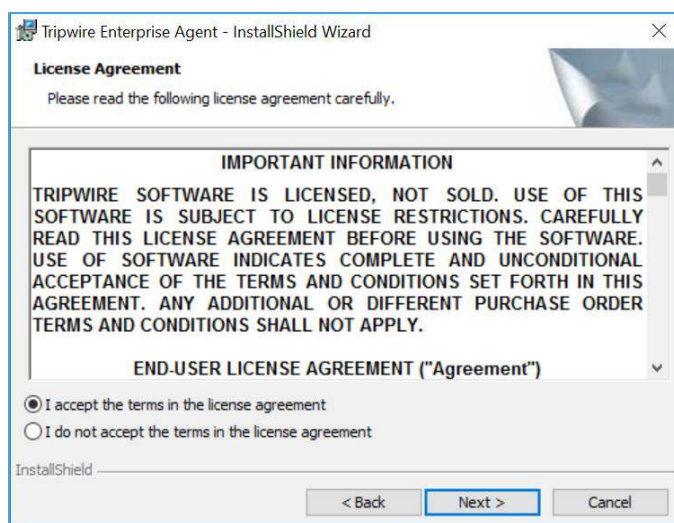 Tripwire Enterprise Agent - InstallShield Wizard
License Agreement
Please read the following license agreement carefully.
IMPORTANT INFORMATION
TRIPWIRE SOFTWARE IS LICENSED, NOT SOLD. USE OF THIS
SOFTWARE IS SUBJECT TO LICENSE RESTRICTIONS. CAREFULLY
READ THIS LICENSE AGREEMENT BEFORE USING THE SOFTWARE.
USE OF SOFTWARE INDICATES COMPLETE AND UNCONDITIONAL
ACCEPTANCE OF THE TERMS AND CONDITIONS SET FORTH IN THIS
AGREEMENT. ANY ADDITIONAL OR DIFFERENT PURCHASE ORDER
TERMS AND CONDITIONS SHALL NOT APPLY.
END-USER LICENSE AGREEMENT ("Agreement")
I accept the terms in the license agreement
I do not accept the terms in the license agreement
InstallShield
< Back Next > Cancel